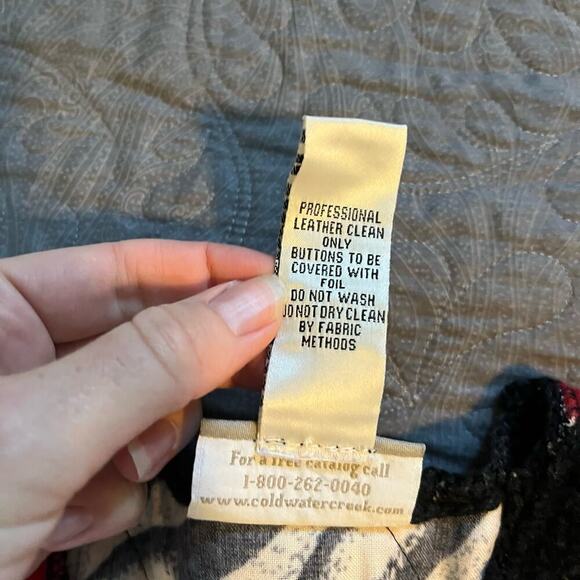 PROFESSIONAL
LEATHER CLEAN
ONLY
BUTTONS TO BE
COVERED WITH
FOIL
DO NOT WASH
DO NOT DRY CLEAN
BY FABRIC
METHODS
For a free catalog call
1-800-262-0040
www.coldwatercreek.com